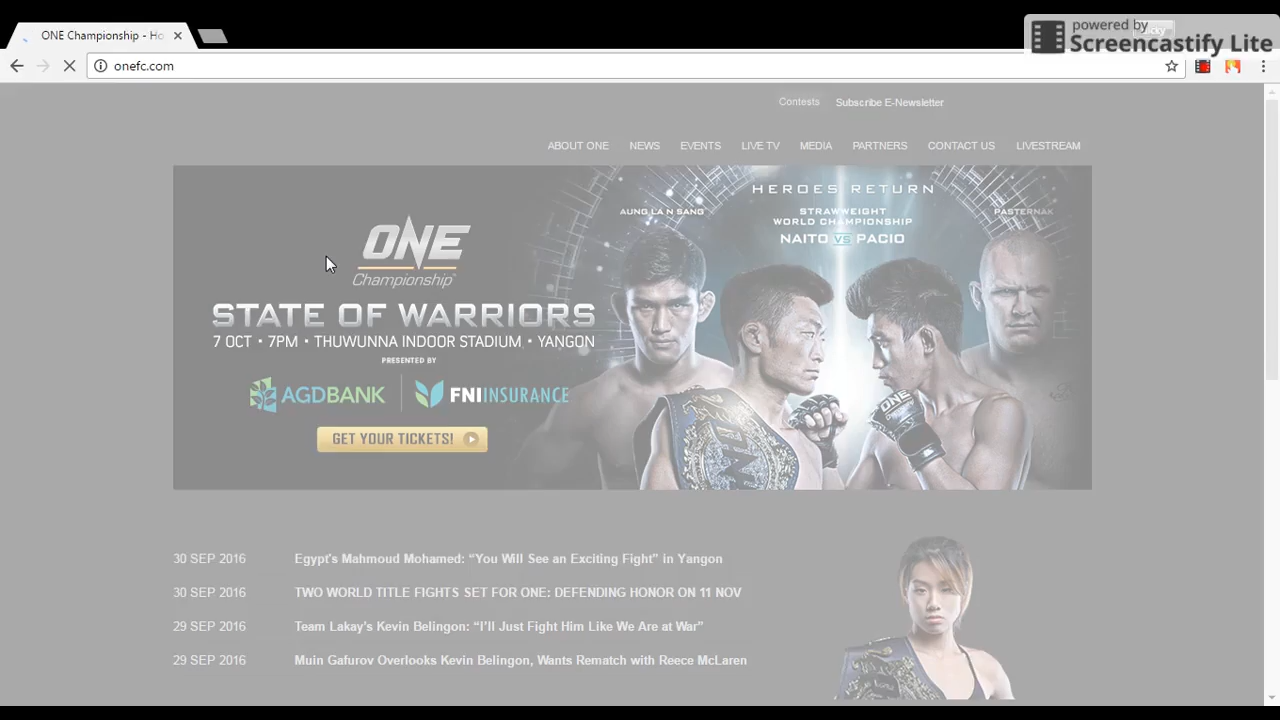 powered by
Screencastify Lite
ONE Championship - Ho
onefc.com
Contests Subscribe E-Newsletter
ABOUT ONE NEWS EVENTS LIVE TV MEDIA PARTNERS CONTACT US LIVESTREAM
HEROES RETURN
AUNG LA N SANG
STRAWWEIGHT
WORLD CHAMPIONSHIP
NAITO VS PACIO
PASTERNAK
ONE
Championship
STATE OF WARRIORS
7 OCT • 7PM • THUWUNNA INDOOR STADIUM • YANGON
PRESENTED BY
AGDBANK FNIINSURANCE
GET YOUR TICKETS!
ONE
30 SEP 2016 Egypt's Mahmoud Mohamed: “You Will See an Exciting Fight” in Yangon
30 SEP 2016 TWO WORLD TITLE FIGHTS SET FOR ONE: DEFENDING HONOR ON 11 NOV
29 SEP 2016 Team Lakay's Kevin Belingon: “I'll Just Fight Him Like We Are at War”
29 SEP 2016 Muin Gafurov Overlooks Kevin Belingon, Wants Rematch with Reece McLaren